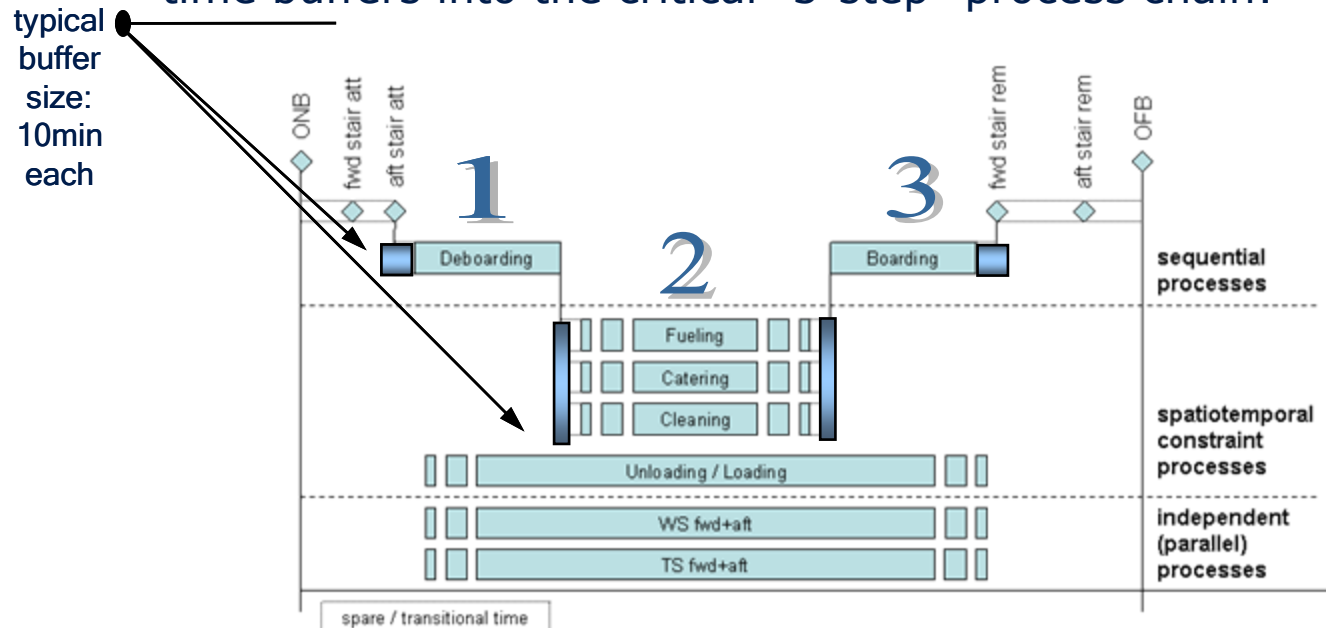 time buffers into the critical "3-step" process chain:
typical
buffer
size:
10min
each
ONB
fwd stair att
aft stair att
fwd stair rem
aft stair rem
OFB
1
2
3
Deboarding
Boarding
sequential
processes
Fueling
Catering
Cleaning
Unloading / Loading
spatiotemporal
constraint
processes
WS fwd+aft
TS fwd+aft
independent
(parallel)
processes
spare / transitional time